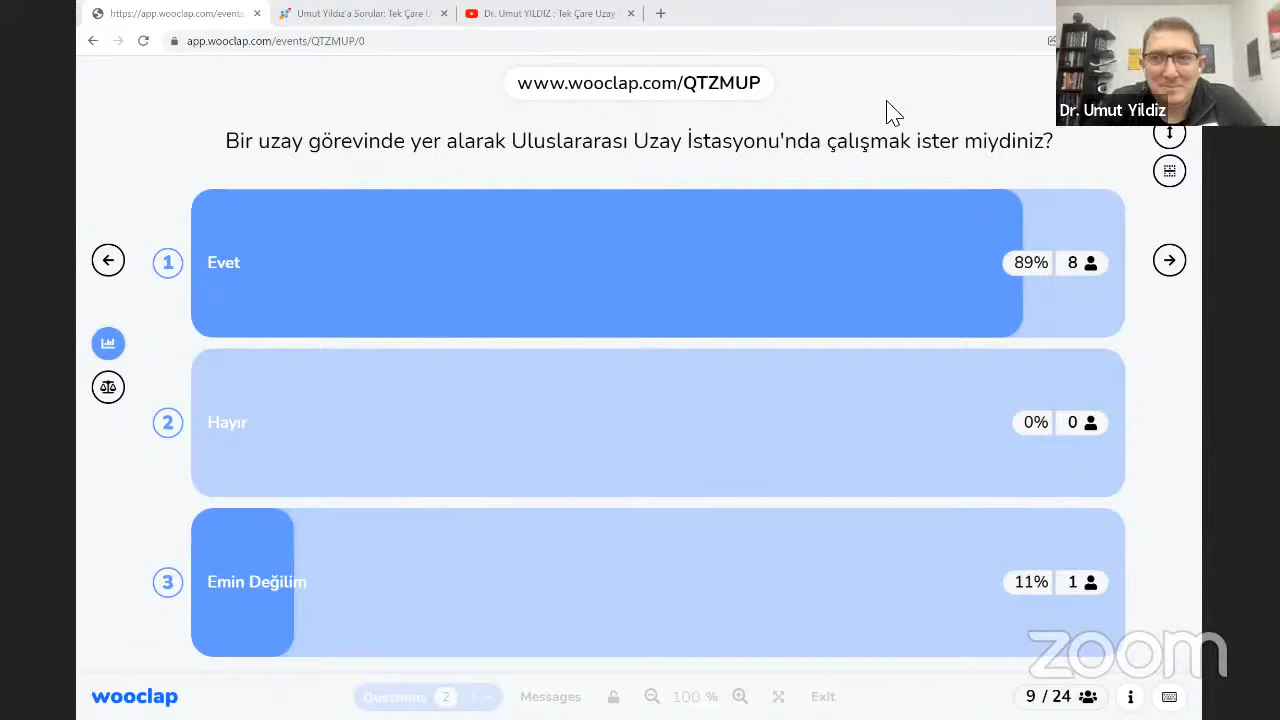 https://app.wooclap.com/events
Umut Yıldız'a Sorular: Tek Çare U
Dr. Umut YILDIZ : Tek Çare Uzay
app.wooclap.com/events/QTZMUP/0
www.wooclap.com/QTZMUP
Dr. Umut Yildiz
Bir uzay görevinde yer alarak Uluslararası Uzay İstasyonu'nda çalışmak ister miydiniz?
1 Evet 89% 8
2 Hayır 0% 0
3 Emin Değilim 11% 1
zoom
wooclap Questions 2 Messages 100 % Exit 9 / 24